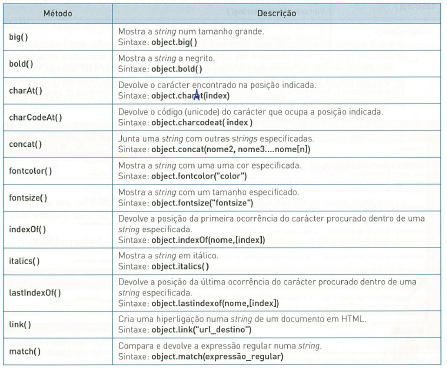 Método Descrição
big() Mostra a string num tamanho grande.
Sintaxe: object.big()
bold() Mostra a string a negrito.
Sintaxe: object.bold()
charAt() Devolve o carácter encontrado na posição indicada.
Sintaxe: object.charAt(index)
charCodeAt() Devolve o código (unicode) do carácter que ocupa a posição indicada.
Sintaxe: object.charcodeat( index )
concat() Junta uma string com outras strings especificadas.
Sintaxe: object.concat(nome2, nome3....nome[n])
fontcolor() Mostra a string com uma uma cor especificada.
Sintaxe: object.fontcolor("color")
fontsize() Mostra a string com um tamanho especificado.
Sintaxe: object.fontsize("fontsize")
indexOf() Devolve a posição da primeira ocorrência do carácter procurado dentro de uma
string especificada.
Sintaxe: object.indexOf(nome,[index])
italics() Mostra a string em itálico.
Sintaxe: object.italics()
lastIndexOf() Devolve a posição da última ocorrência do carácter procurado dentro de uma
string especificada.
Sintaxe: object.lastindexof(nome,[index])
link() Cria uma hiperligação numa string de um documento em HTML.
Sintaxe: object.link("url_destino")
match() Compara e devolve a expressão regular numa string.
Sintaxe: object.match(expressão_regular)